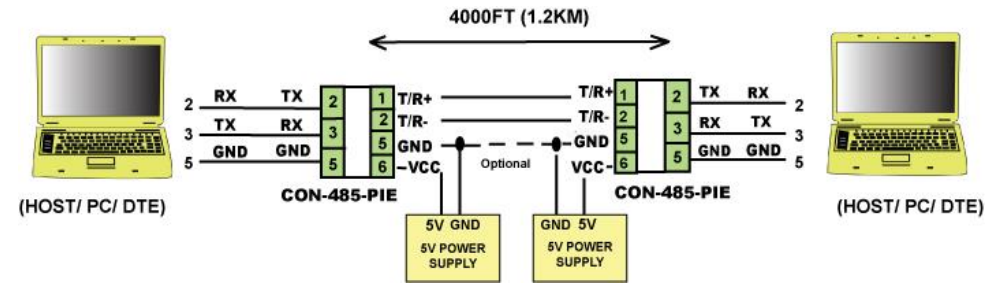 4000FT (1.2KM)
2 RX TX 2 1 T/R+ T/R+ 1 2 TX RX 2
2 T/R- T/R- 2
3 TX RX 3 3 RX TX 3
5 GND GND 5 5 GND Optional GND 5 5 GND GND 5
6 ~VCC VCC- 6
CON-485-PIE CON-485-PIE
(HOST/ PC/ DTE) (HOST/ PC/ DTE)
5V GND GND 5V
5V POWER 5V POWER
SUPPLY SUPPLY